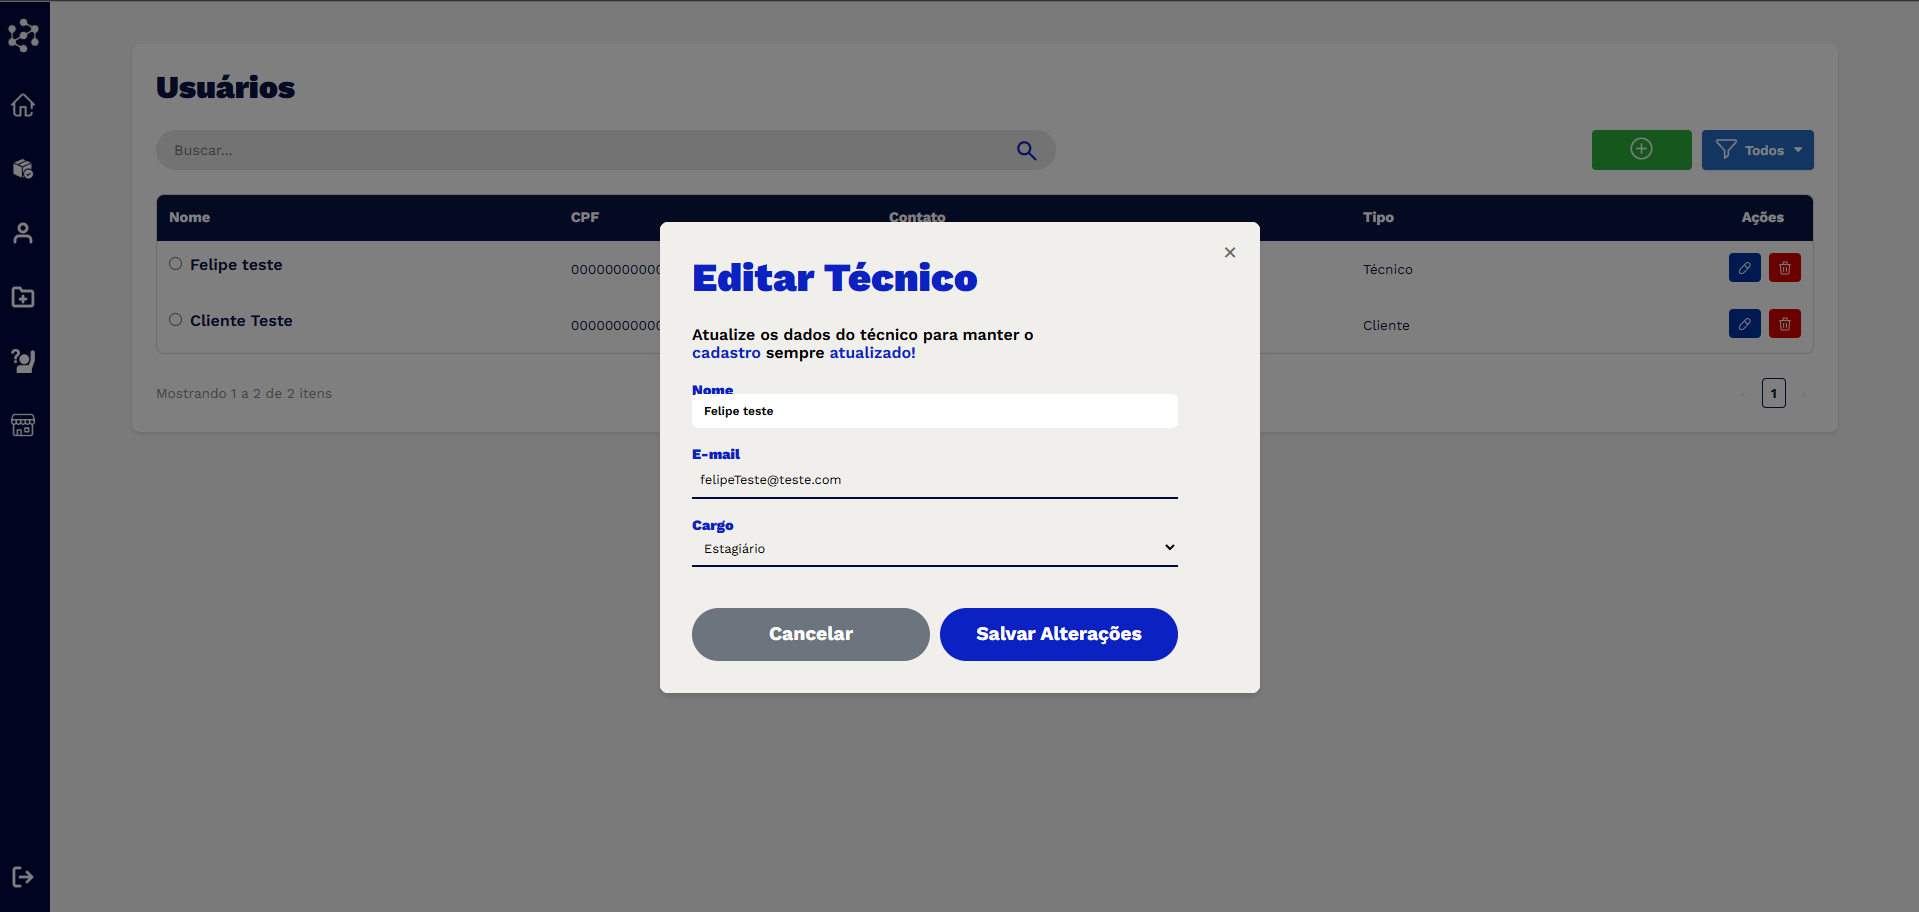 Usuários
Buscar...
Todos
Nome CPF Contato Tipo Ações
Felipe teste 00000000000 Técnico
Cliente Teste 00000000000 Cliente
Mostrando 1 a 2 de 2 itens
1
×
Editar Técnico
Atualize os dados do técnico para manter o
cadastro sempre atualizado!
Nome
Felipe teste
E-mail
felipeTeste@teste.com
Cargo
Estagiário
Cancelar Salvar Alterações